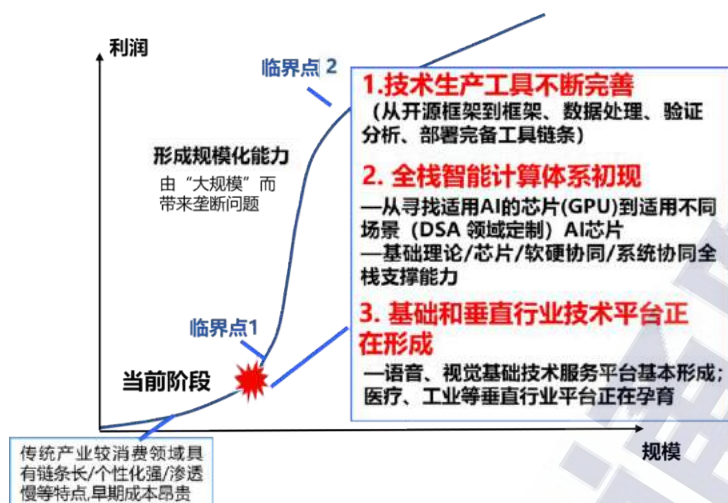 利润
临界点 2
形成规模化能力
由“大规模”而
带来垄断问题
临界点1
当前阶段
传统产业较消费领域具
有链条长/个性化强/渗透
慢等特点,早期成本昂贵
1.技术生产工具不断完善
（从开源框架到框架、数据处理、验证
分析、部署完备工具链条）
2. 全栈智能计算体系初现
—从寻找适用AI的芯片(GPU)到适用不同
场景（DSA 领域定制）AI芯片
—基础理论/芯片/软硬协同/系统协同全
栈支撑能力
3. 基础和垂直行业技术平台正
在形成
—语音、视觉基础技术服务平台基本形成;
医疗、工业等垂直行业平台正在孕育
规模